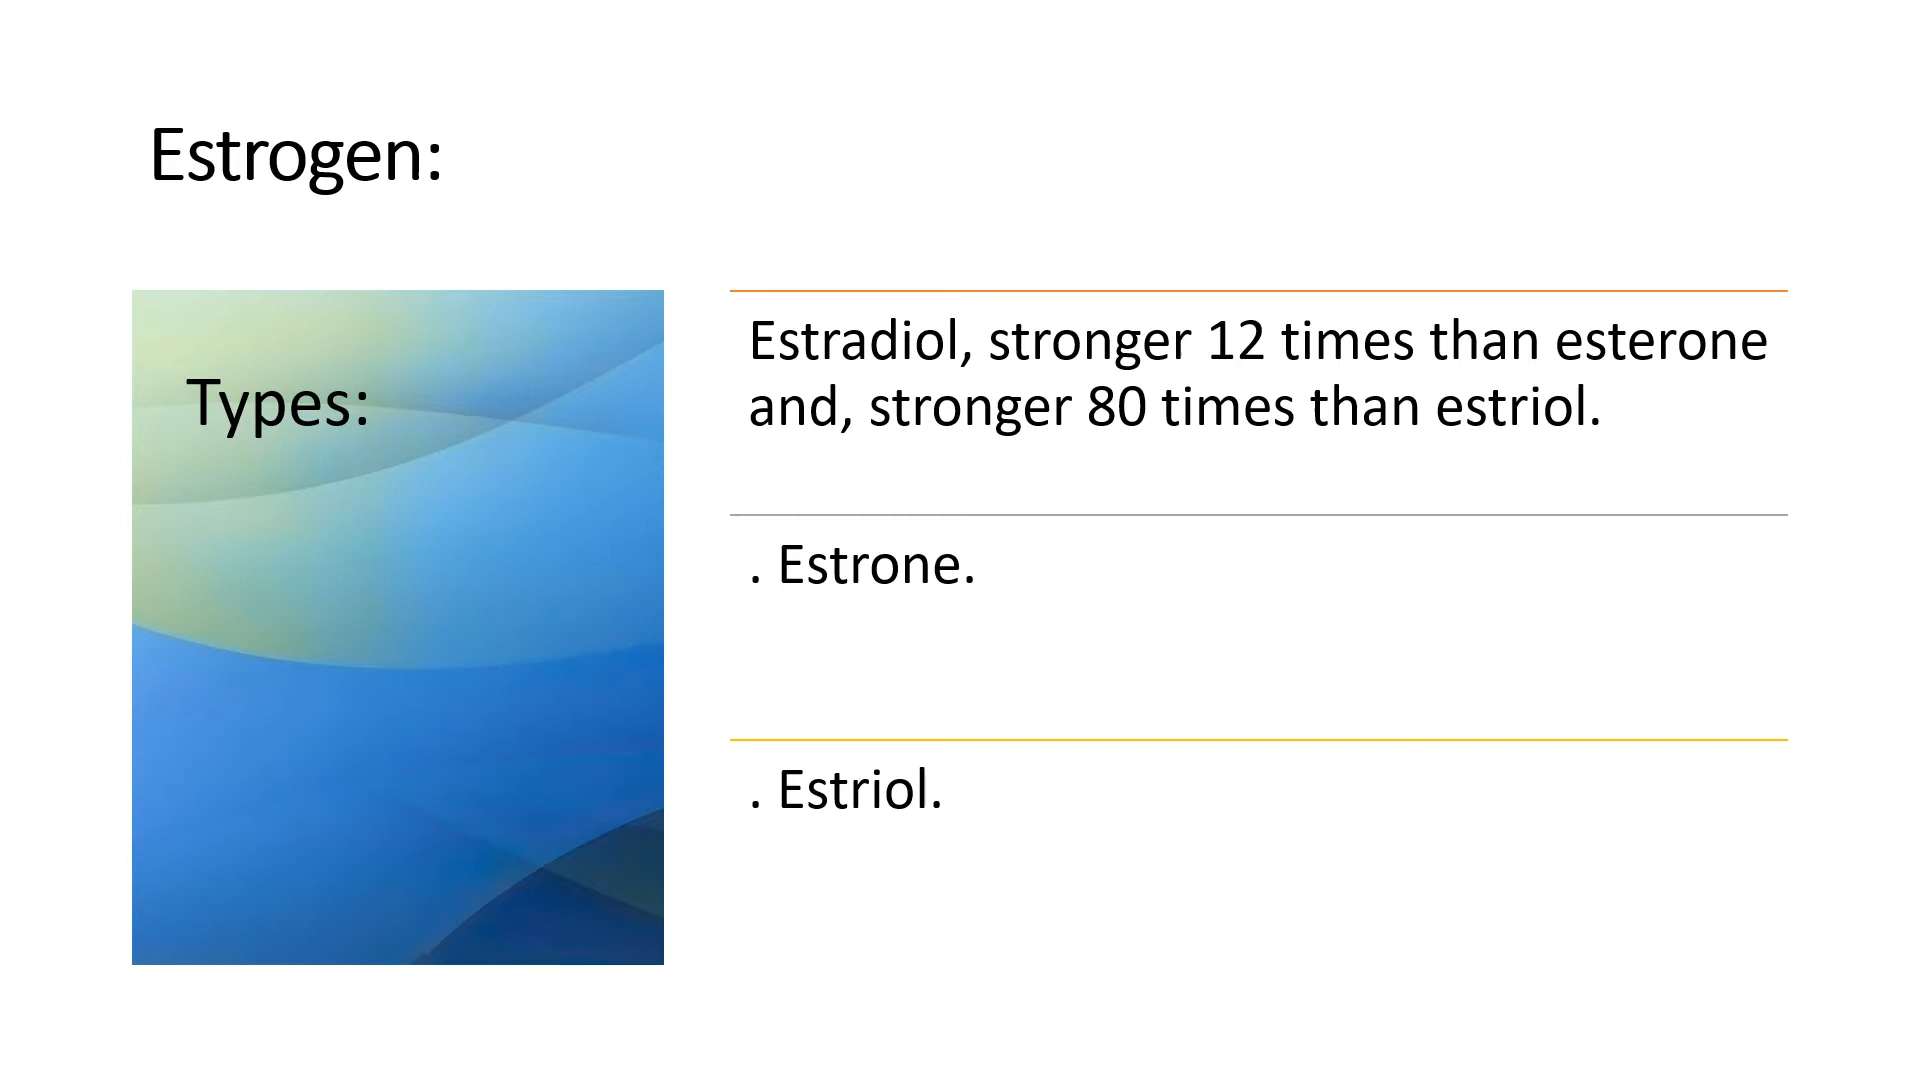 Estrogen:
Types:
Estradiol, stronger 12 times than esterone
and, stronger 80 times than estriol.
. Estrone.
. Estriol.